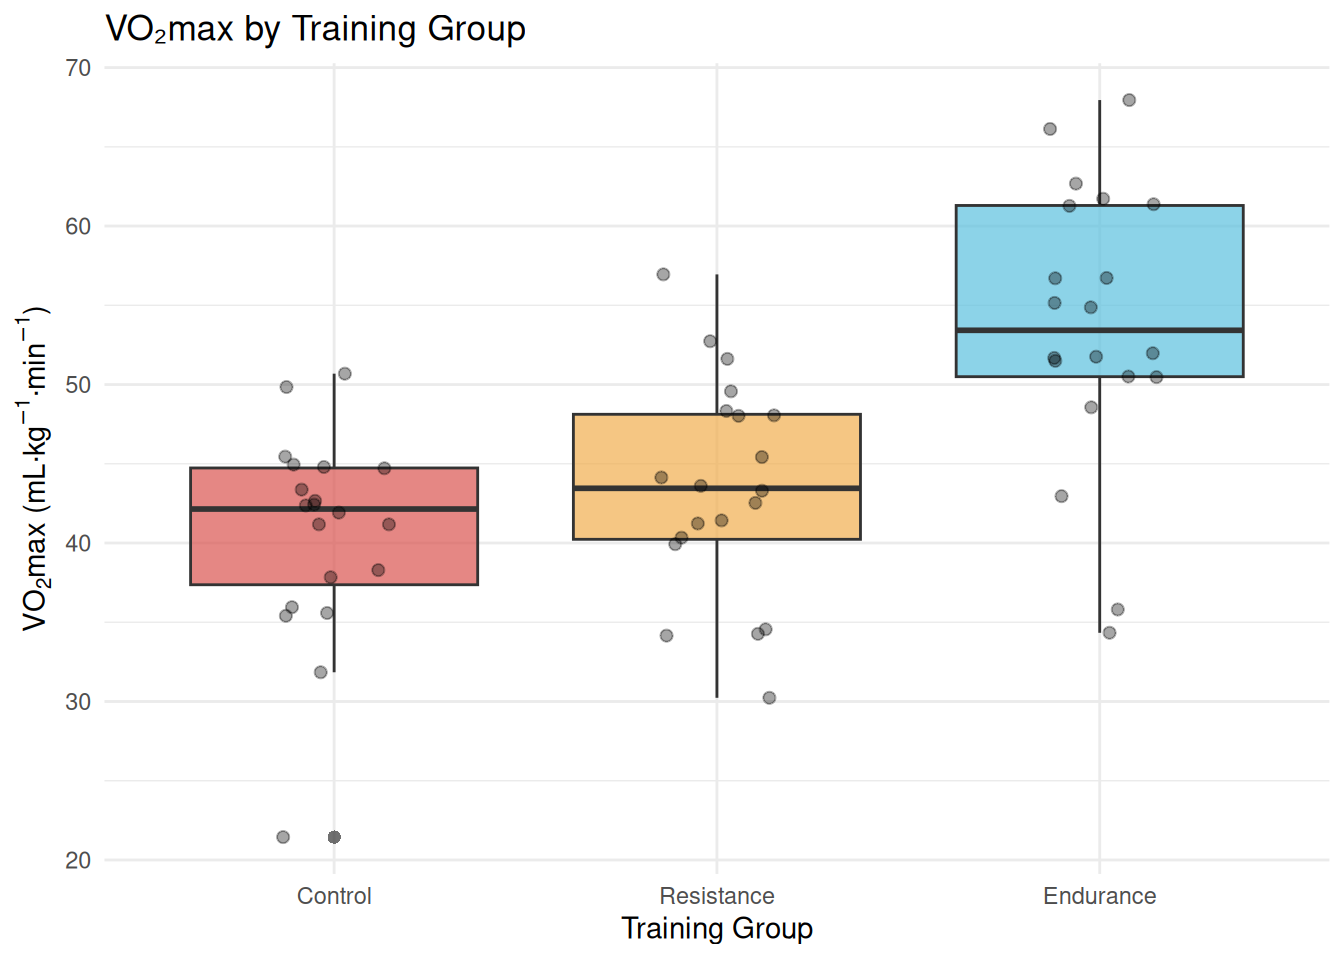 VO₂max by Training Group
VO₂max (mL·kg⁻¹·min⁻¹)
70
60
50
40
30
20
Control Resistance Endurance
Training Group